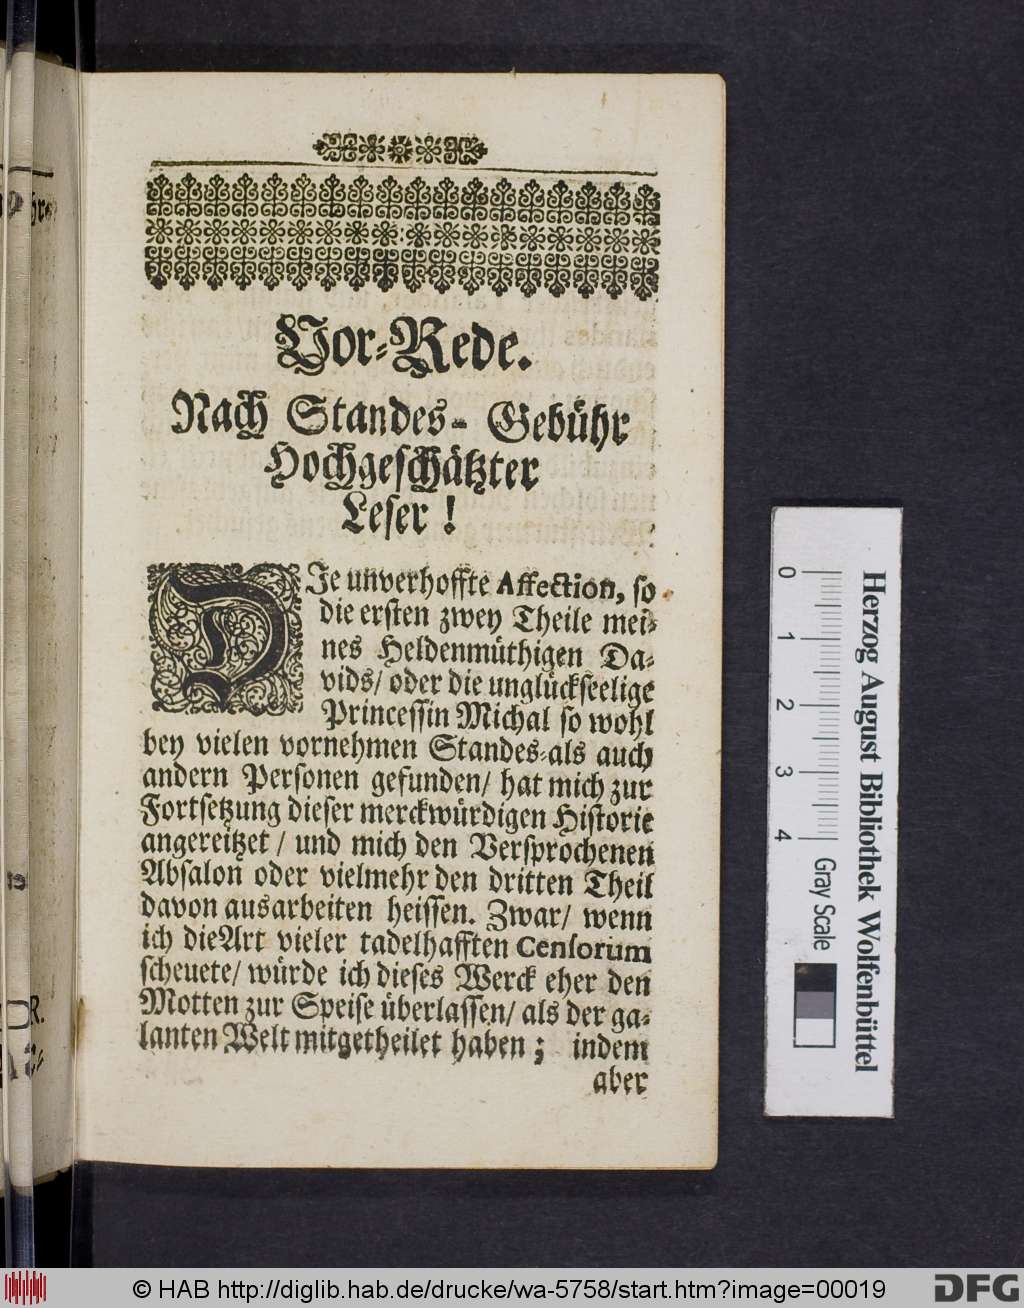 Vor-Rede.
Nach Standes- Gebühr
Hochgeschätzter
Leser !
DIe unverhoffte Affection, so
die ersten zwey Theile mei-
nes Heldenmüthigen Da-
vids/ oder die unglückseelige
Princessin Michal so wohl
bey vielen vornehmen Standes-als auch
andern Personen gefunden/ hat mich zur
Fortsetzung dieser merckwürdigen Historie
angereitzet / und mich den Versprochenen
Absalon oder vielmehr den dritten Theil
davon ausarbeiten heissen. Zwar/ wenn
ich dieArt vieler tadelhafften Censorum
scheuete/ würde ich dieses Werck eher den
Motten zur Speise überlassen/ als der ga-
lanten Welt mitgetheilet haben ; indem
aber
Herzog August Bibliothek Wolfenbüttel
0 1 2 3 4
Gray Scale
© HAB http://diglib.hab.de/drucke/wa-5758/start.htm?image=00019
DFG